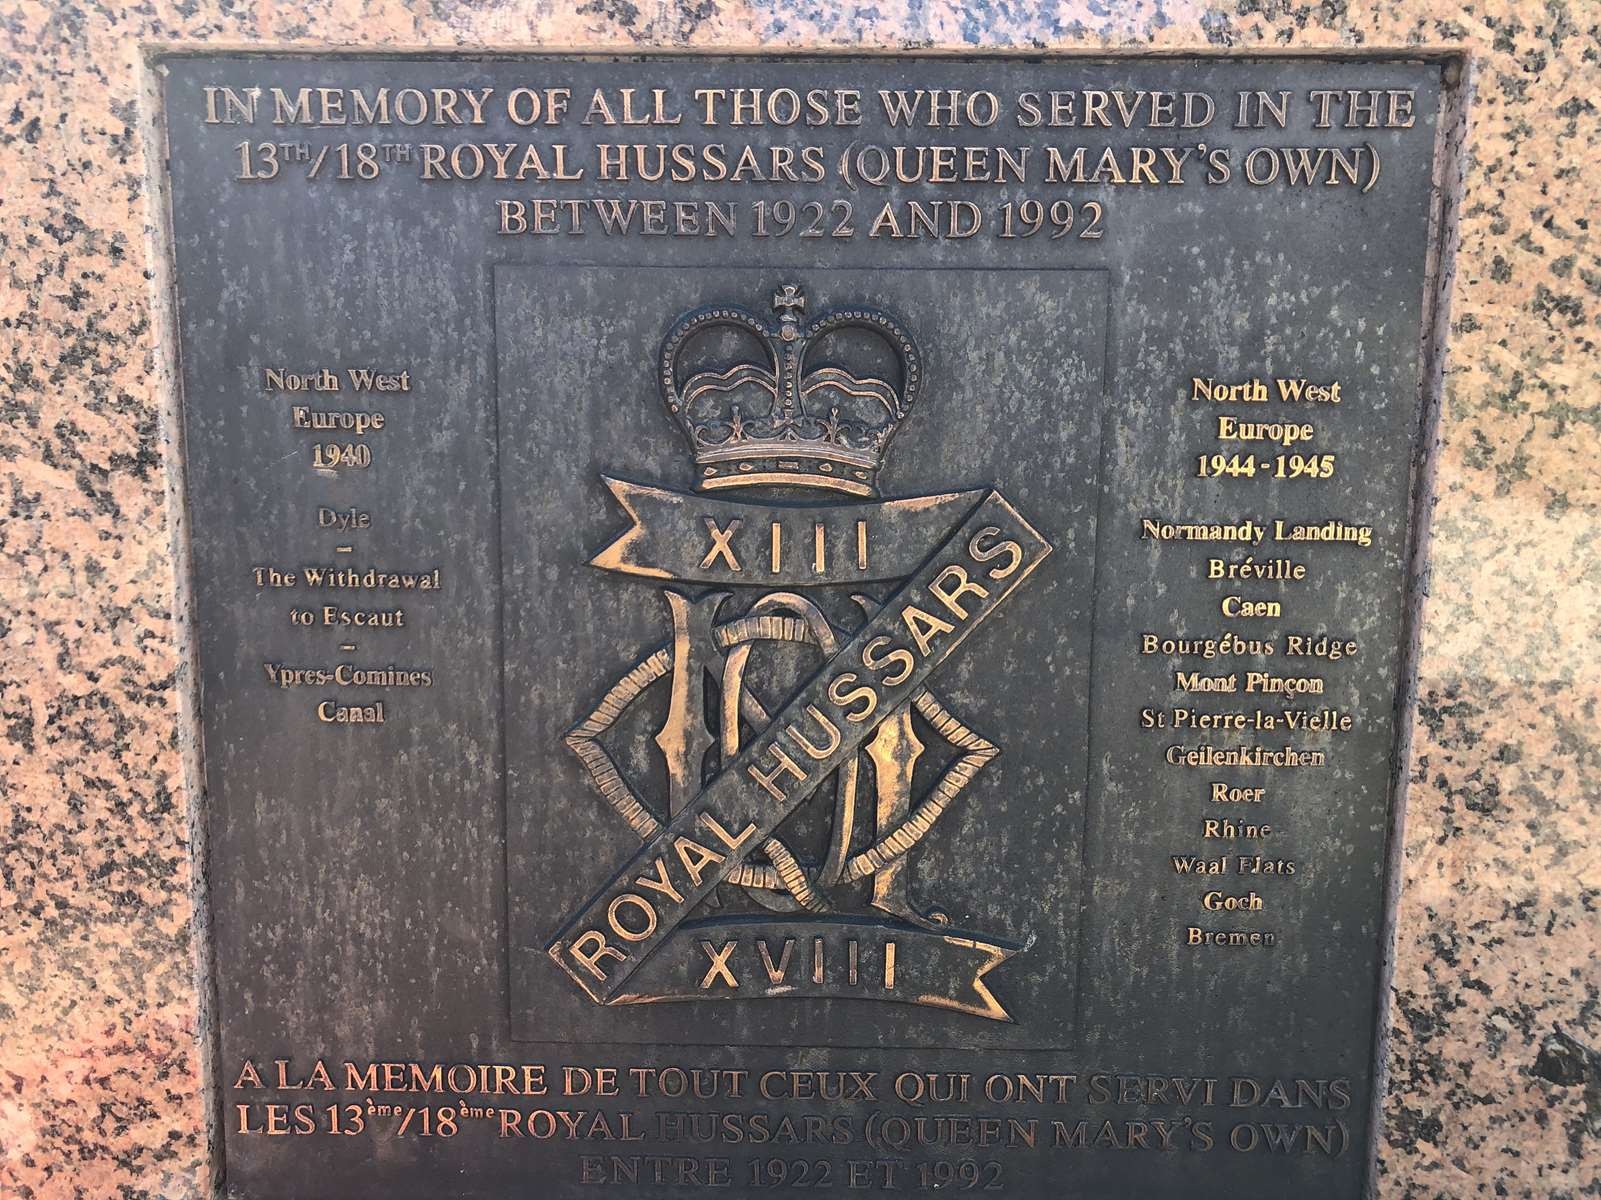 IN MEMORY OF ALL THOSE WHO SERVED IN THE
13TH/18TH ROYAL HUSSARS (QUEEN MARY'S OWN)
BETWEEN 1922 AND 1992
North West
Europe
1940
Dyle
–
The Withdrawal
to Escaut
–
Ypres-Comines
Canal
XIII
ROYAL HUSSARS
XVIII
North West
Europe
1944-1945
Normandy Landing
Bréville
Caen
Bourgébus Ridge
Mont Pinçon
St Pierre-la-Vielle
Geilenkirchen
Roer
Rhine
Waal Flats
Goch
Bremen
A LA MEMOIRE DE TOUT CEUX QUI ONT SERVI DANS
LES 13ème/18ème ROYAL HUSSARS (QUEEN MARY'S OWN)
ENTRE 1922 ET 1992